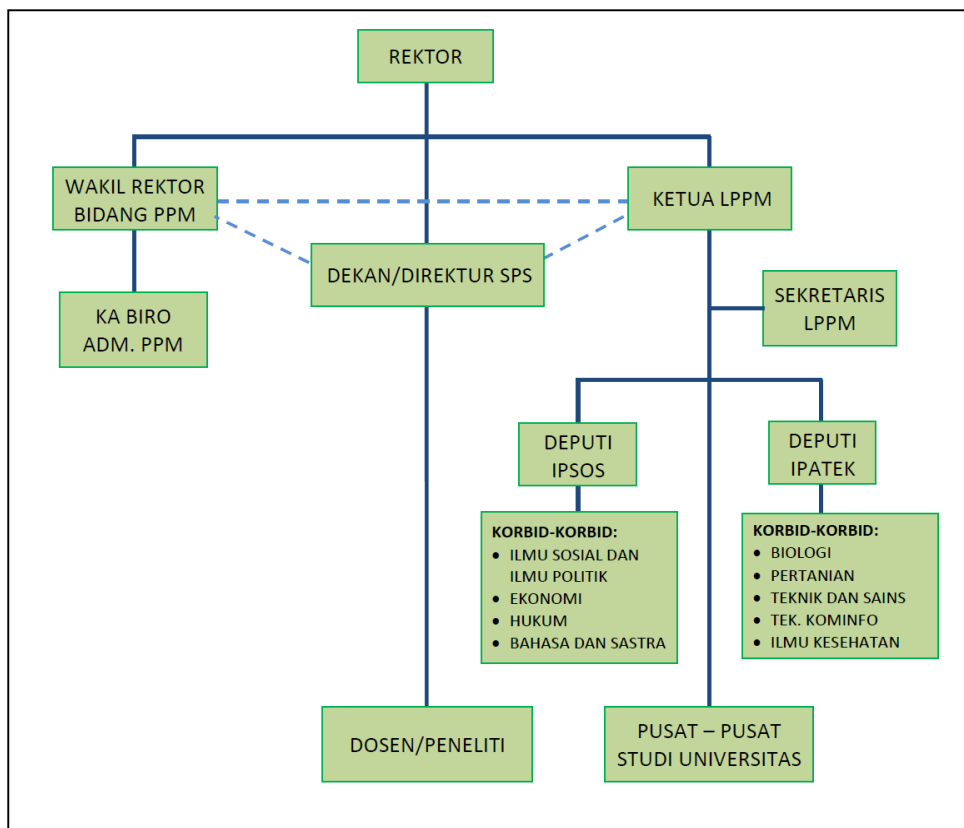 REKTOR
WAKIL REKTOR
BIDANG PPM
KETUA LPPM
DEKAN/DIREKTUR SPS
KA BIRO
ADM. PPM
SEKRETARIS
LPPM
DEPUTI
IPSOS
DEPUTI
IPATEK
KORBID-KORBID:
• ILMU SOSIAL DAN
ILMU POLITIK
• EKONOMI
• HUKUM
• BAHASA DAN SASTRA
KORBID-KORBID:
• BIOLOGI
• PERTANIAN
• TEKNIK DAN SAINS
• TEK. KOMINFO
• ILMU KESEHATAN
DOSEN/PENELITI
PUSAT – PUSAT
STUDI UNIVERSITAS